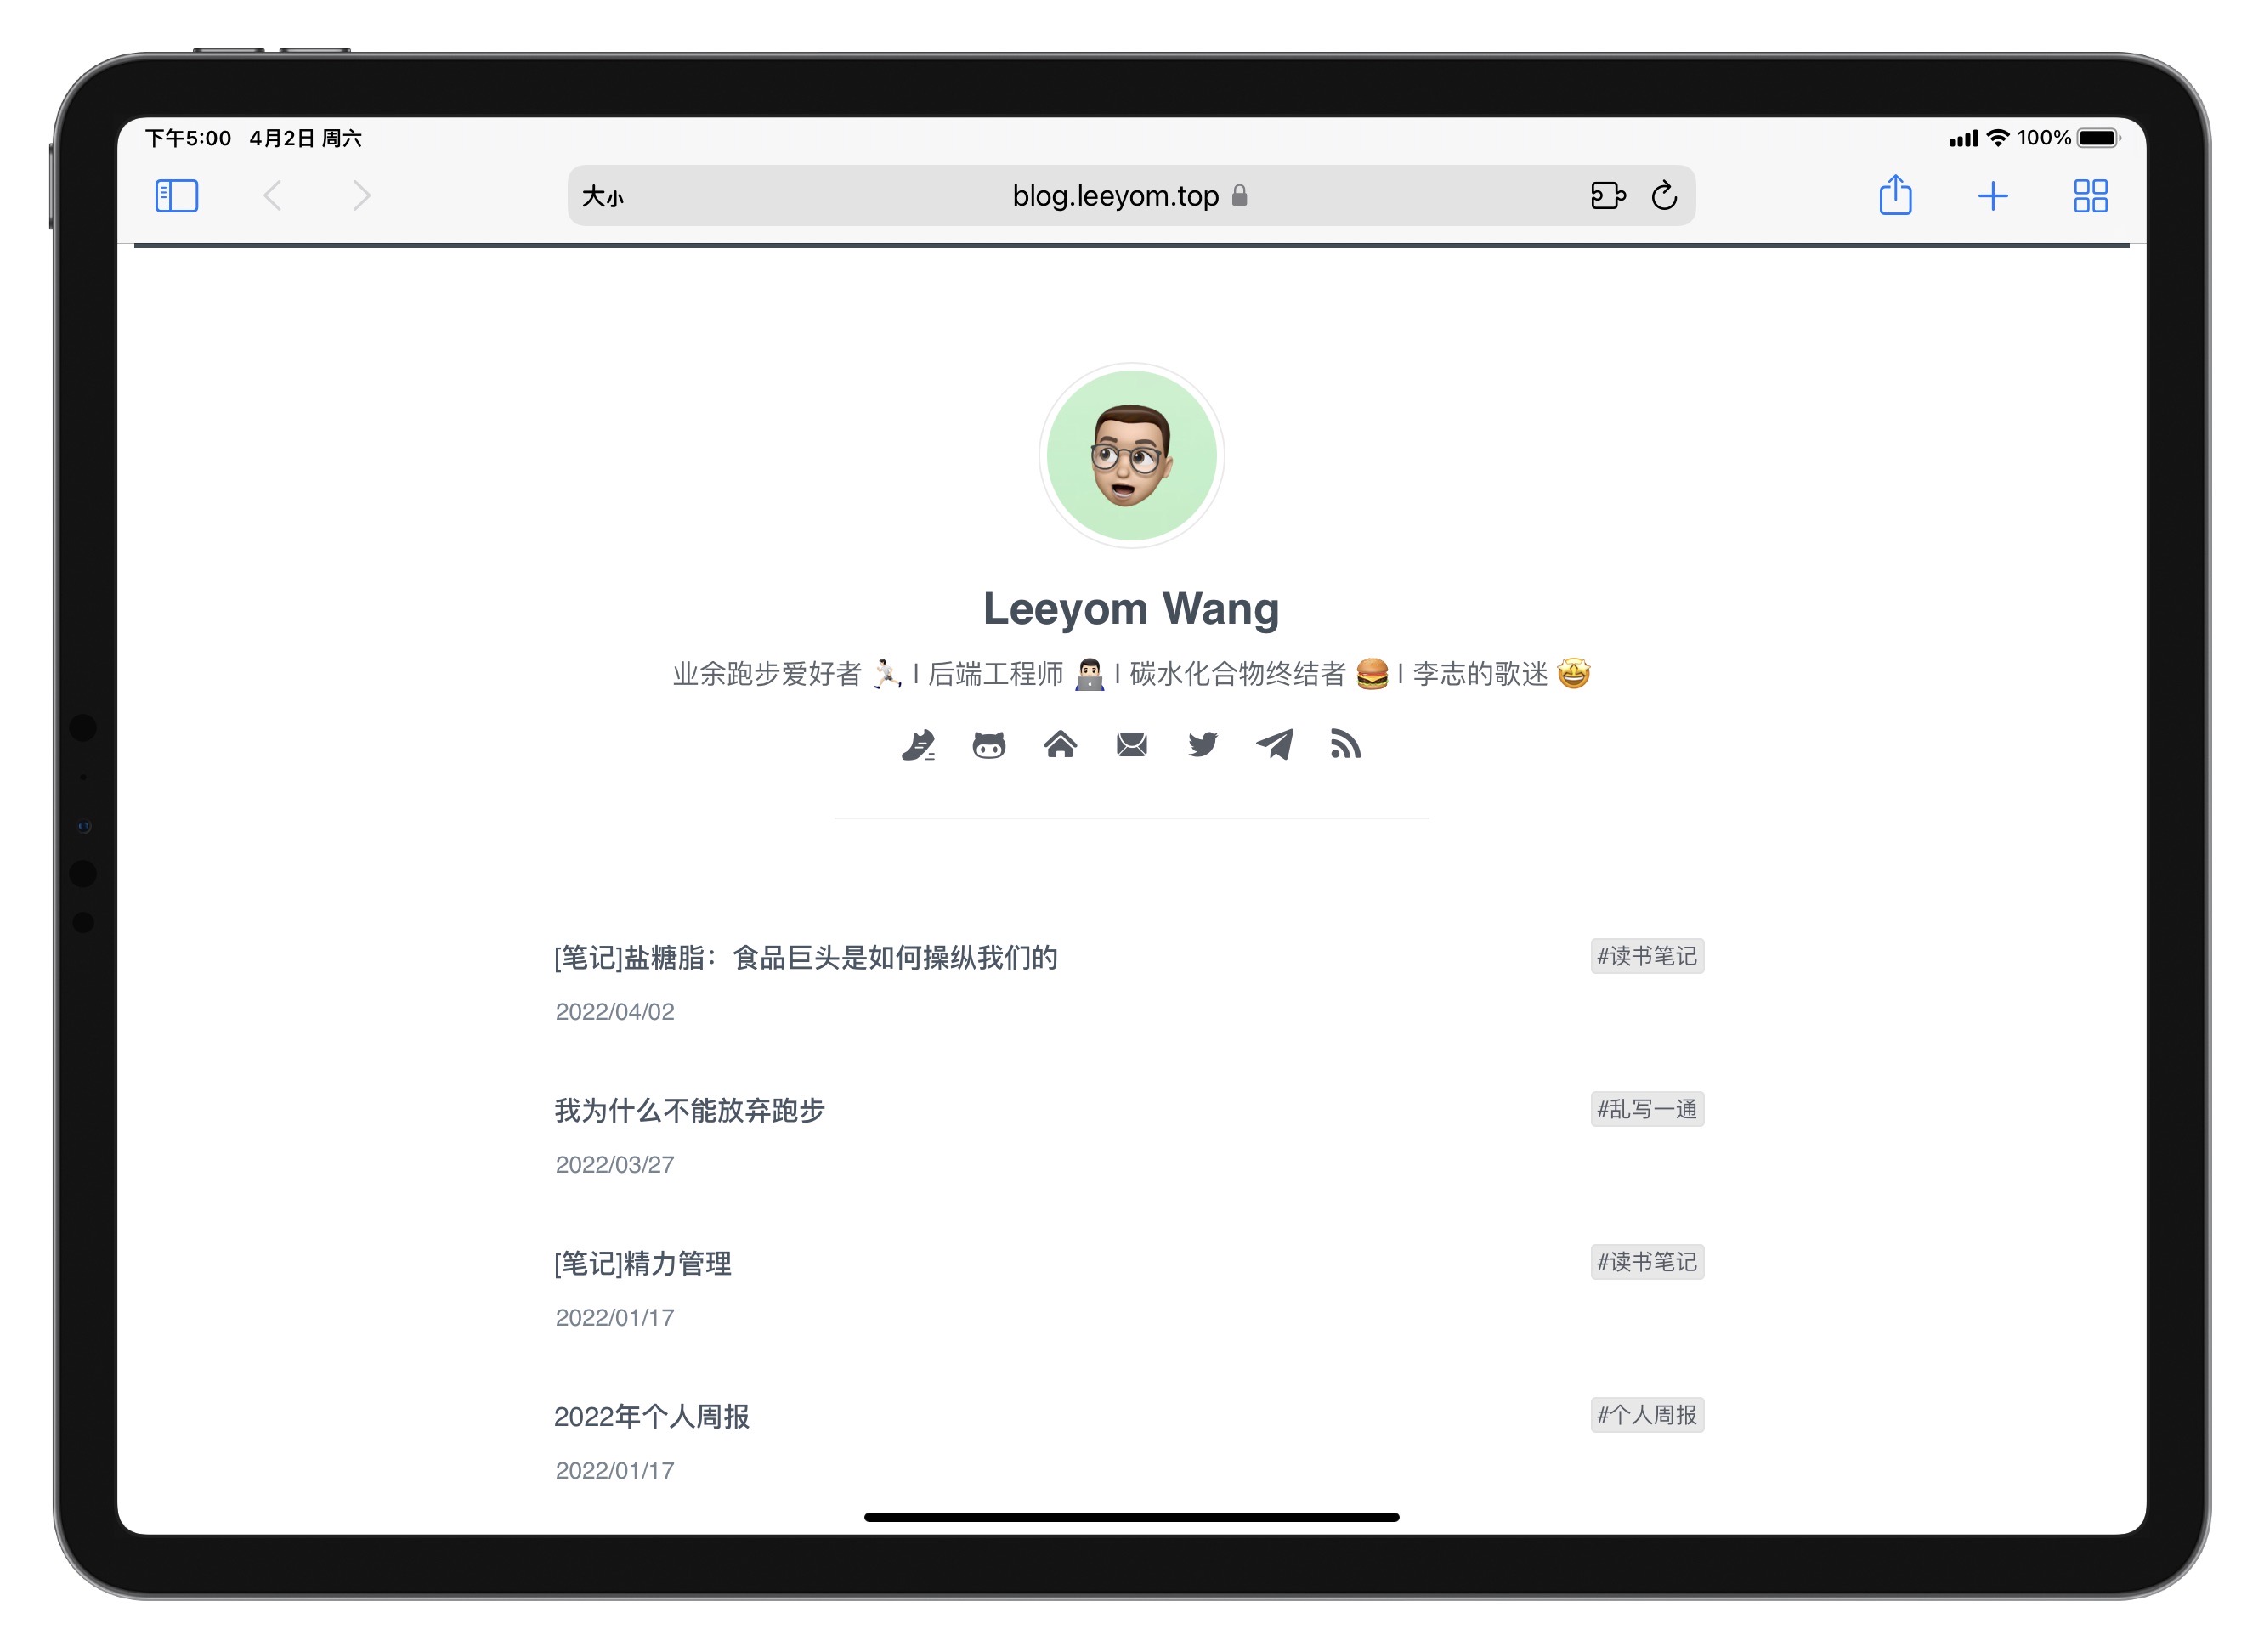 下午5:00 4月2日 周六 100%
大小 blog.leeyom.top
Leeyom Wang
业余跑步爱好者 🏃🏻 | 后端工程师 👨🏻‍💻 | 碳水化合物终结者 🍔 | 李志的歌迷 🤩
[笔记]盐糖脂：食品巨头是如何操纵我们的 #读书笔记
2022/04/02
我为什么不能放弃跑步 #乱写一通
2022/03/27
[笔记]精力管理 #读书笔记
2022/01/17
2022年个人周报 #个人周报
2022/01/17